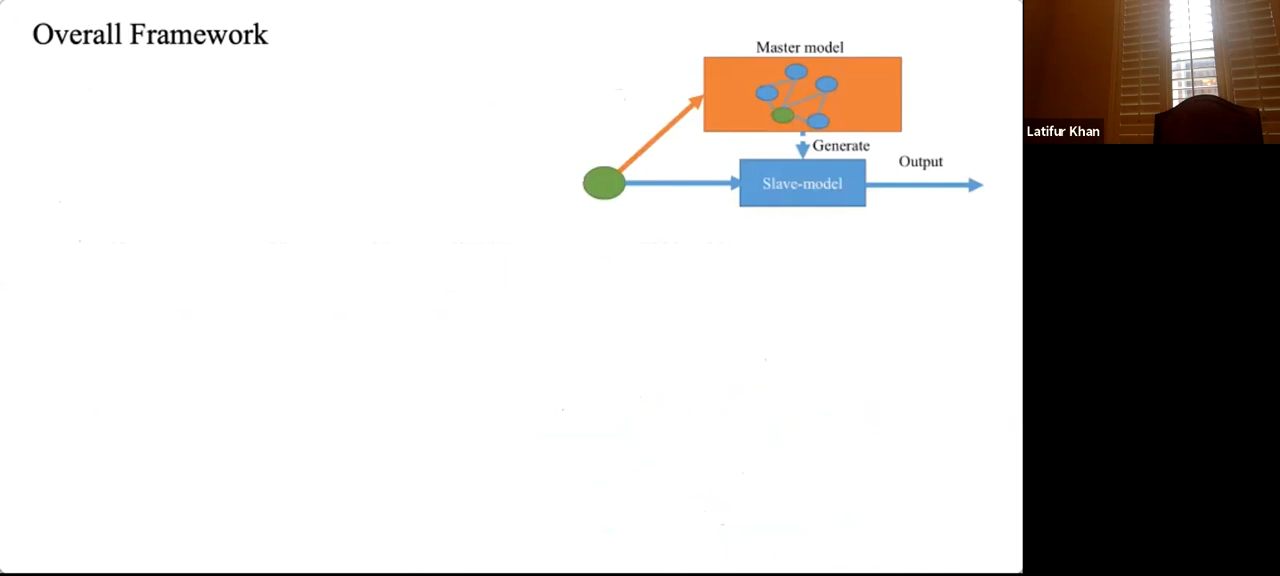 Overall Framework
Master model
Generate
Output
Slave-model
Latifur Khan